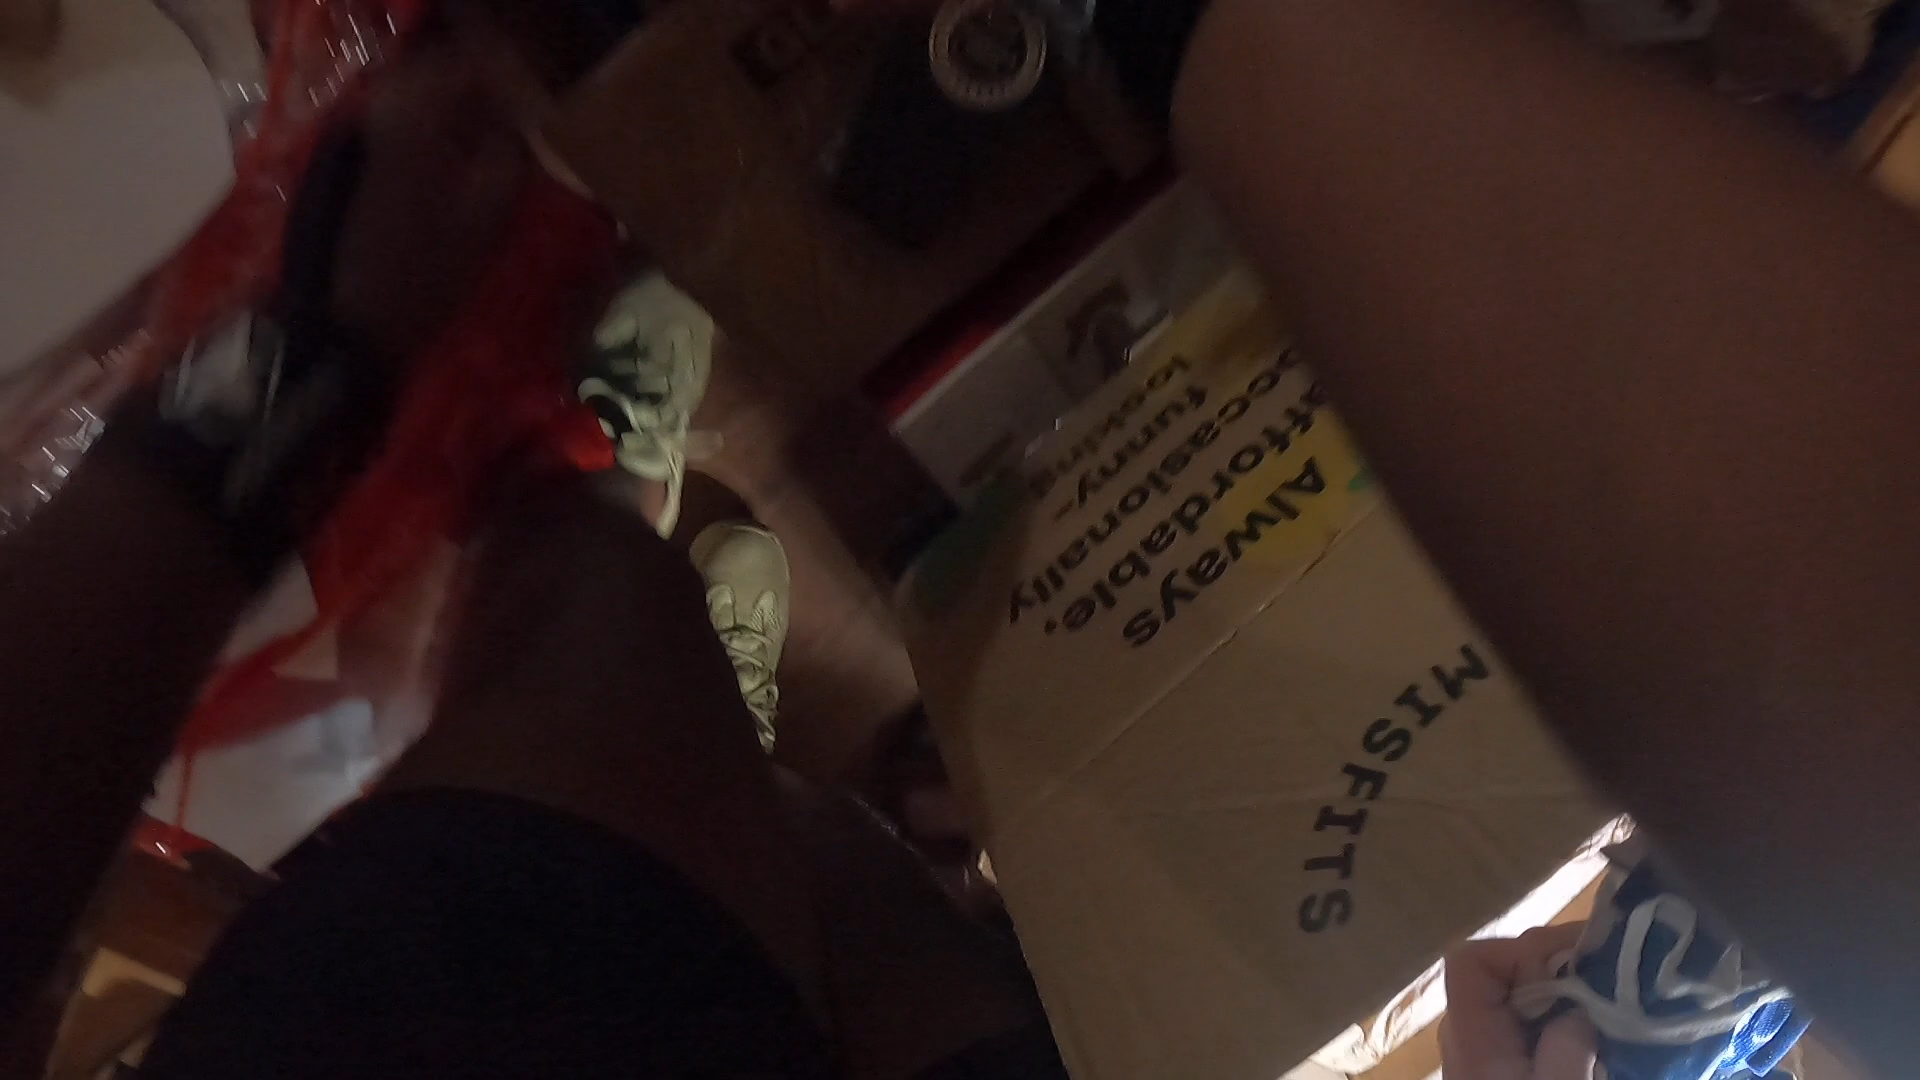 Always
affordable,
occasionally
funny-
looking
MISFITS